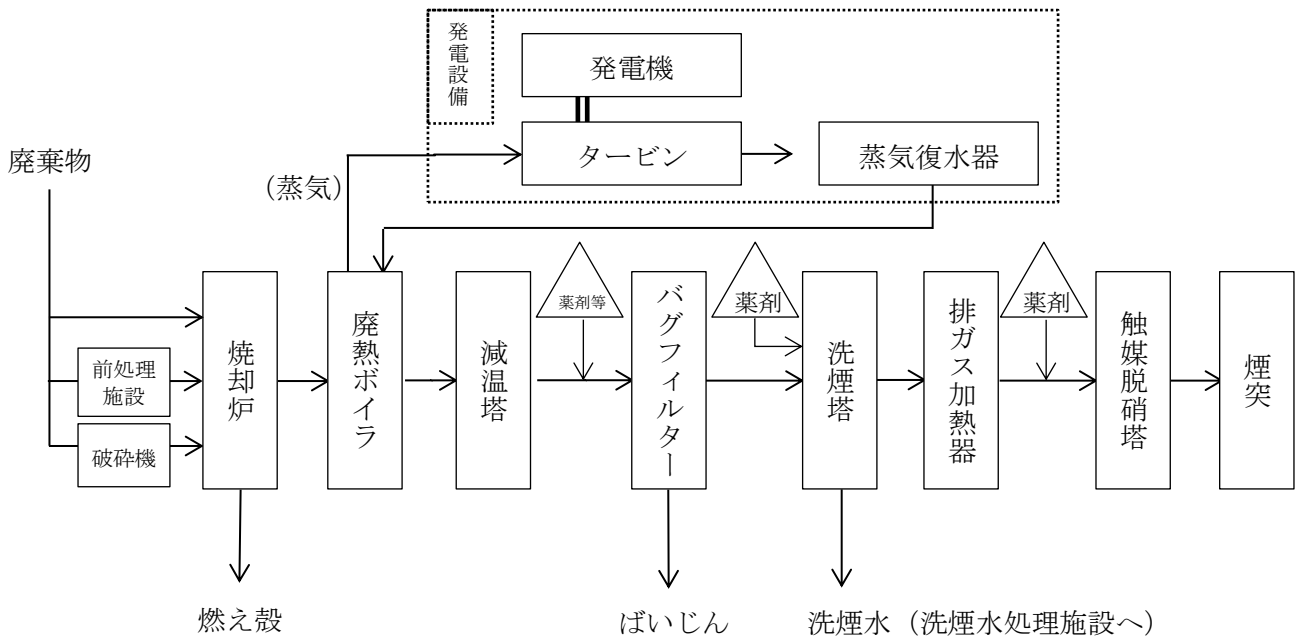 発電設備
発電機
タービン
蒸気復水器
廃棄物
(蒸気)
前処理
施設
破砕機
焼却炉
廃熱ボイラ
減温塔
薬剤等
バグフィルター
薬剤
洗煙塔
排ガス加熱器
薬剤
触媒脱硝塔
煙突
燃え殻
ばいじん
洗煙水（洗煙水処理施設へ）